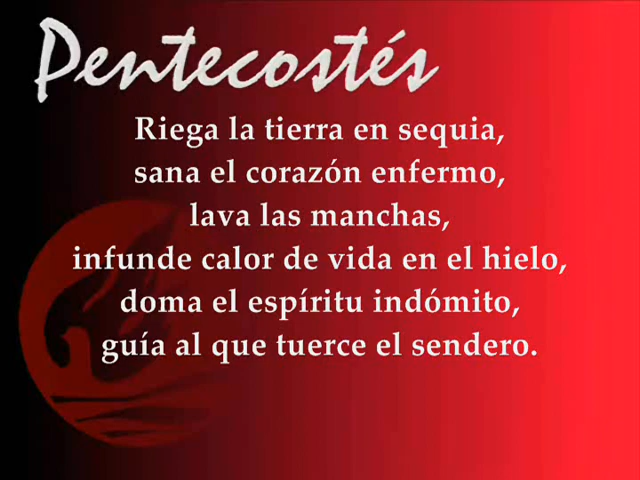 Pentecostés
Riega la tierra en sequia,
sana el corazón enfermo,
lava las manchas,
infunde calor de vida en el hielo,
doma el espíritu indómito,
guía al que tuerce el sendero.